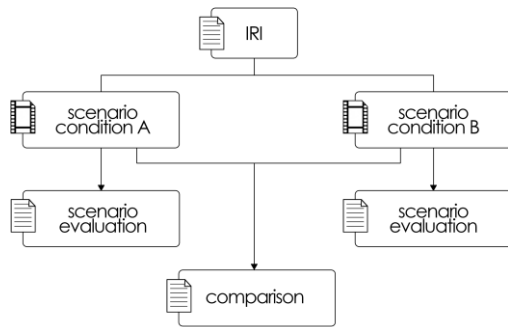 IRI
scenario
condition A
scenario
condition B
scenario
evaluation
scenario
evaluation
comparison